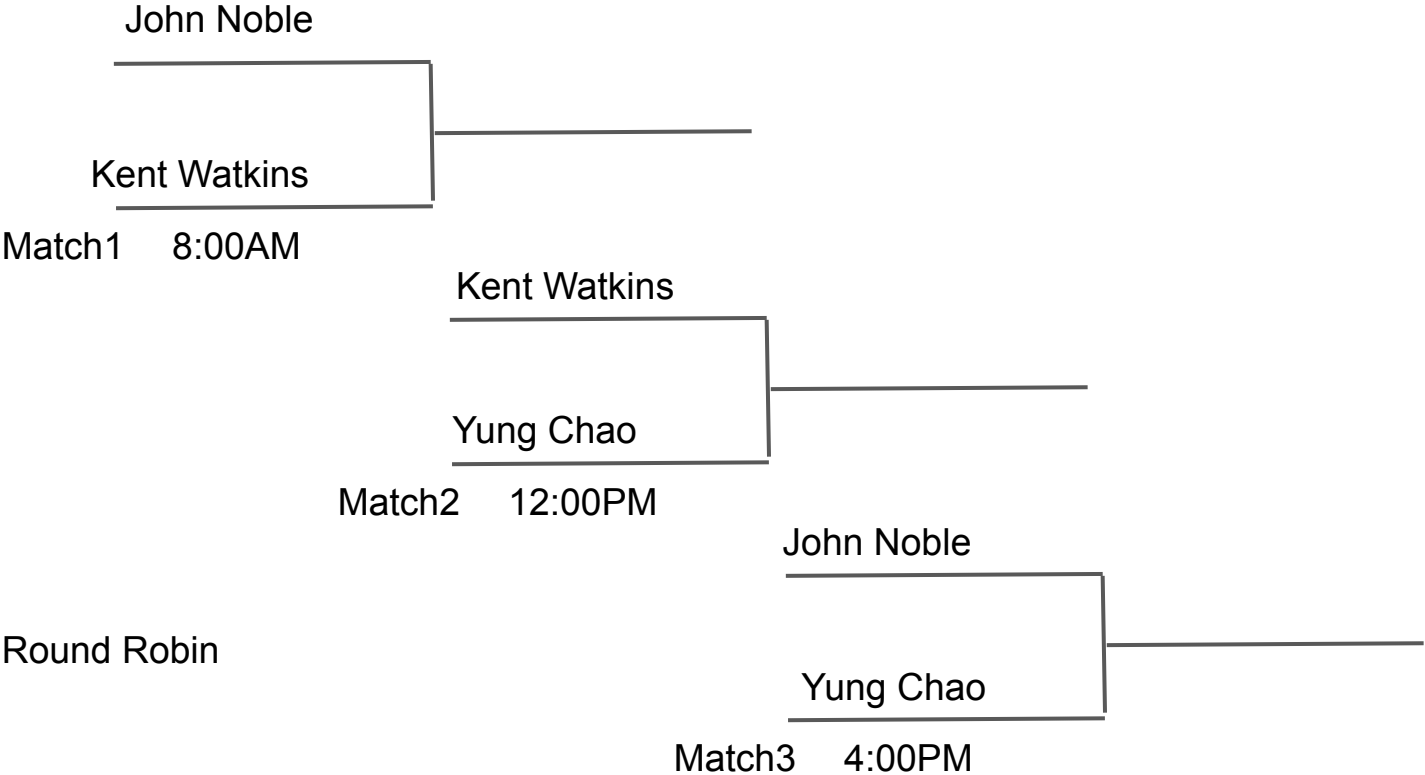 John Noble
Kent Watkins
Match1 8:00AM
Kent Watkins
Yung Chao
Match2 12:00PM
John Noble
Round Robin
Yung Chao
Match3 4:00PM